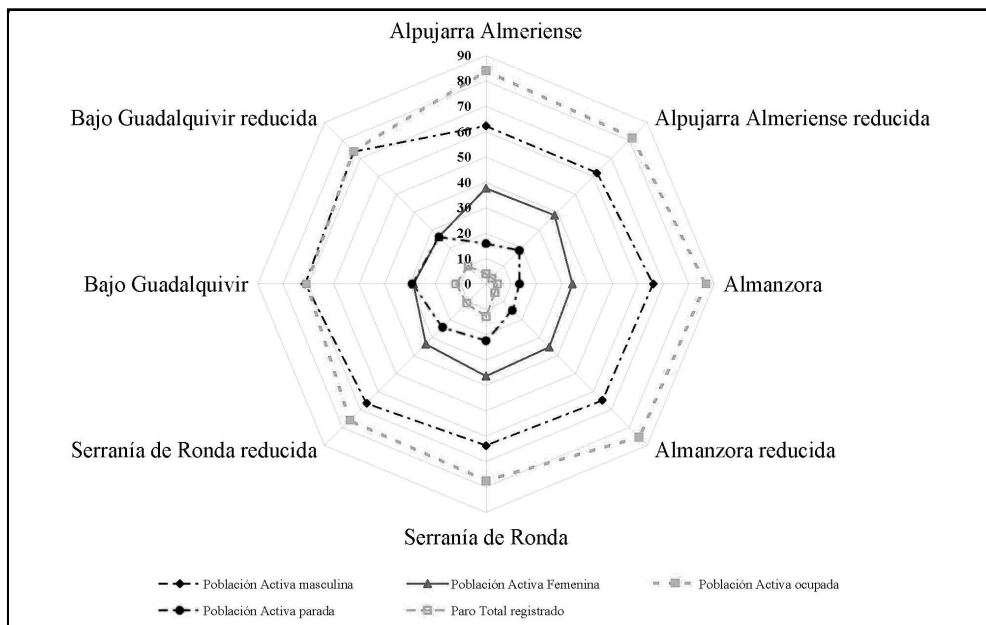 Alpujarra Almeriense
90
80
70
60
50
40
30
20
10
0
Bajo Guadalquivir reducida
Alpujarra Almeriense reducida
Bajo Guadalquivir
Almanzora
Serranía de Ronda reducida
Almanzora reducida
Serranía de Ronda
Población Activa masculina
Población Activa Femenina
Población Activa ocupada
Población Activa parada
Paro Total registrado